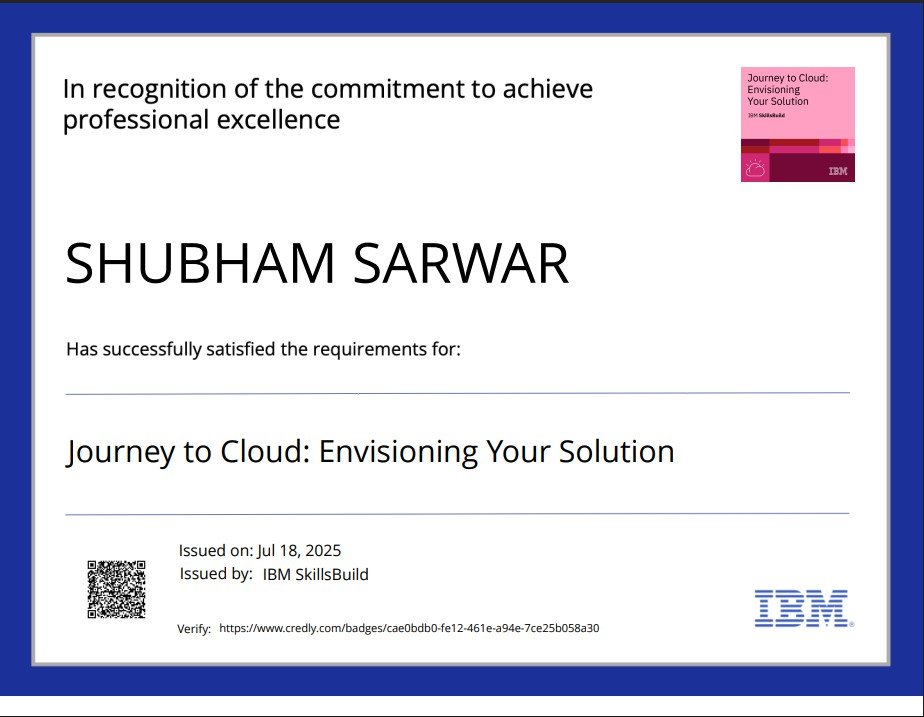 In recognition of the commitment to achieve
professional excellence
Journey to Cloud:
Envisioning
Your Solution
IBM SkillsBuild
IBM
SHUBHAM SARWAR
Has successfully satisfied the requirements for:
Journey to Cloud: Envisioning Your Solution
Issued on: Jul 18, 2025
Issued by: IBM SkillsBuild
Verify: https://www.credly.com/badges/cae0bdb0-fe12-461e-a94e-7ce25b058a30
IBM®